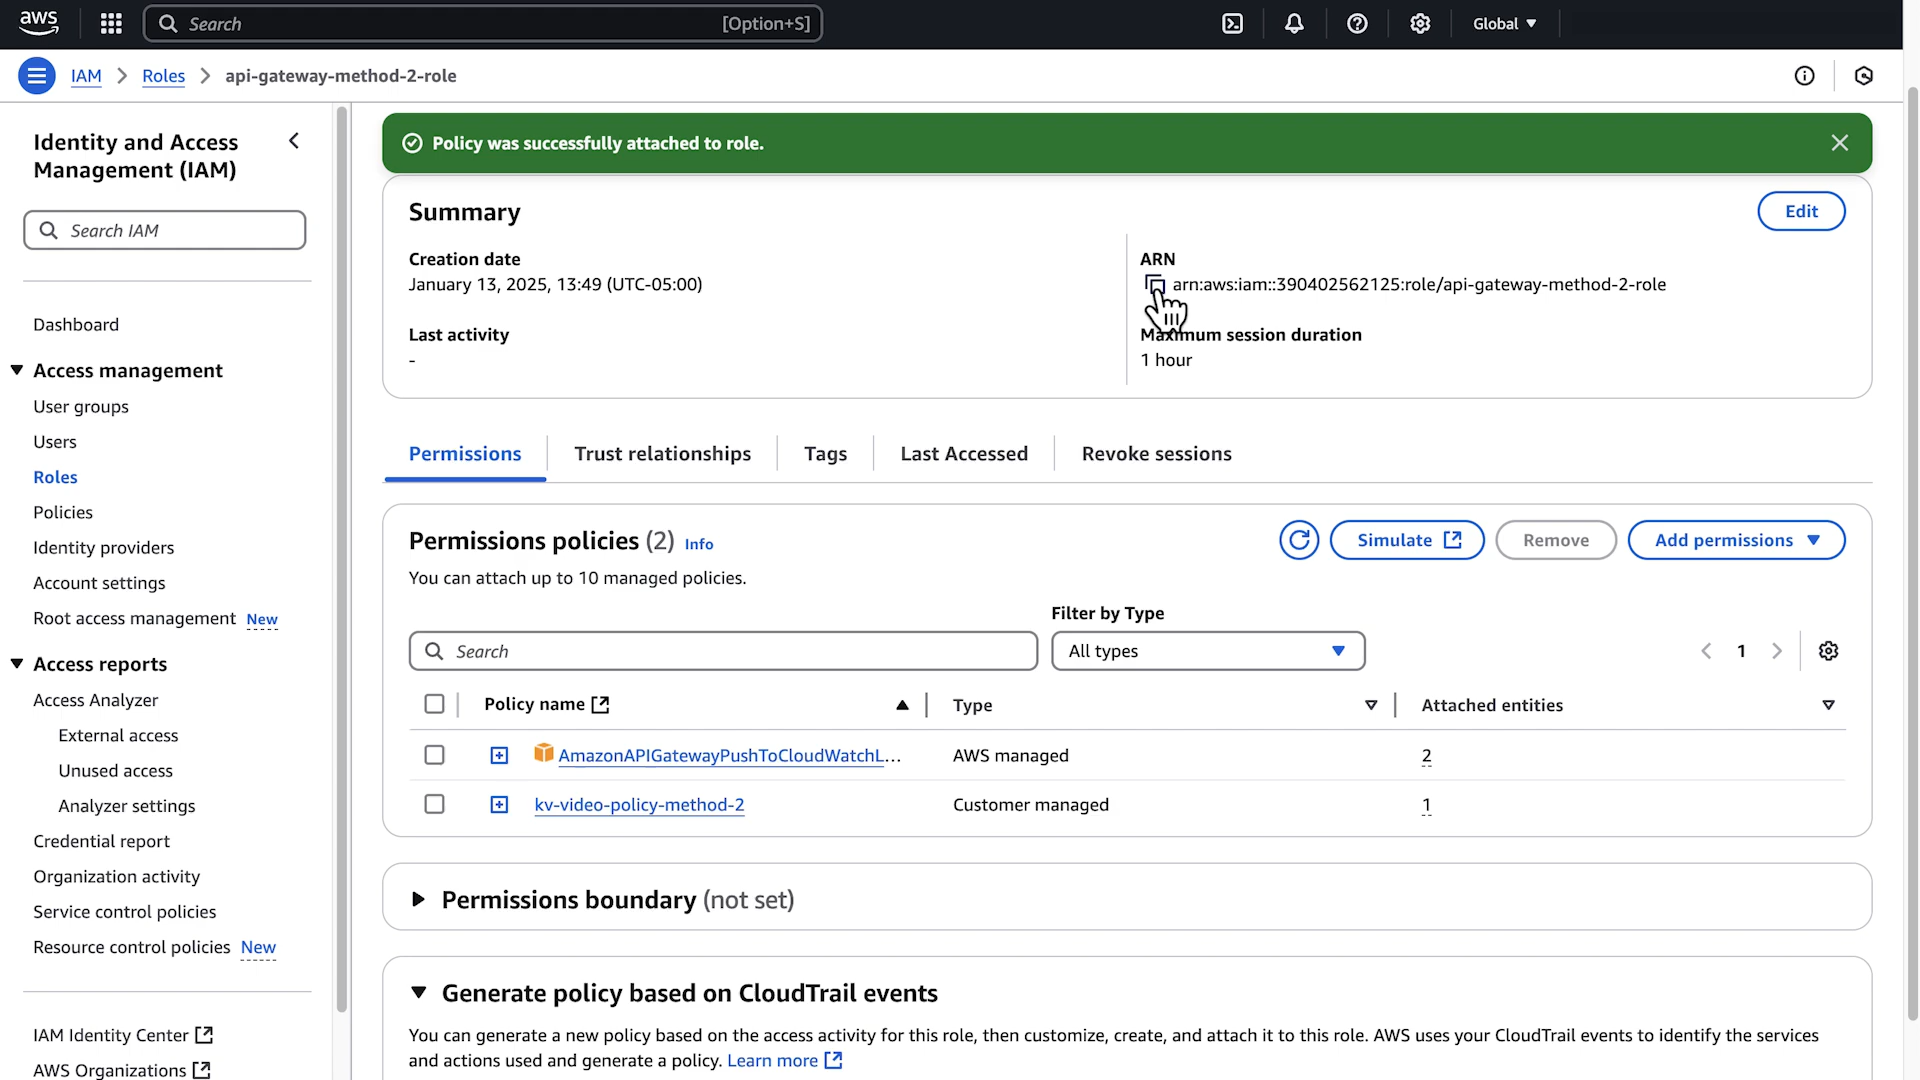 aws
Search [Option+S]
Global
IAM
Roles
api-gateway-method-2-role
Identity and Access
Management (IAM)
Search IAM
Dashboard
Access management
User groups
Users
Roles
Policies
Identity providers
Account settings
Root access management New
Access reports
Access Analyzer
External access
Unused access
Analyzer settings
Credential report
Organization activity
Service control policies
Resource control policies New
IAM Identity Center
AWS Organizations
Policy was successfully attached to role.
Summary
Edit
Creation date
January 13, 2025, 13:49 (UTC-05:00)
Last activity
-
ARN
arn:aws:iam::390402562125:role/api-gateway-method-2-role
Maximum session duration
1 hour
Permissions
Trust relationships
Tags
Last Accessed
Revoke sessions
Permissions policies (2) Info
You can attach up to 10 managed policies.
Simulate
Remove
Add permissions
Filter by Type
Search
All types
1
Policy name
Type
Attached entities
AmazonAPIGatewayPushToCloudWatchL...
AWS managed
2
kv-video-policy-method-2
Customer managed
1
Permissions boundary (not set)
Generate policy based on CloudTrail events
You can generate a new policy based on the access activity for this role, then customize, create, and attach it to this role. AWS uses your CloudTrail events to identify the services
and actions used and generate a policy. Learn more